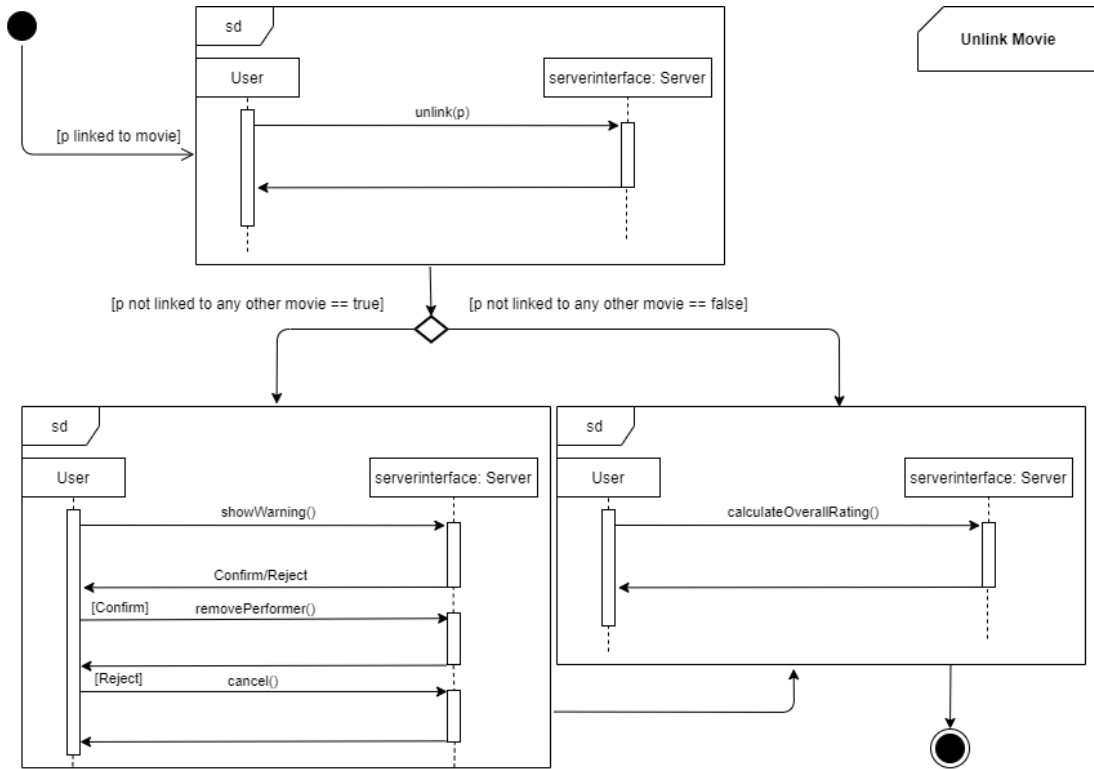 sd
Unlink Movie
User
serverinterface: Server
unlink(p)
[p linked to movie]
[p not linked to any other movie == true]
[p not linked to any other movie == false]
sd
User
serverinterface: Server
showWarning()
Confirm/Reject
[Confirm]
removePerformer()
[Reject]
cancel()
sd
User
serverinterface: Server
calculateOverallRating()